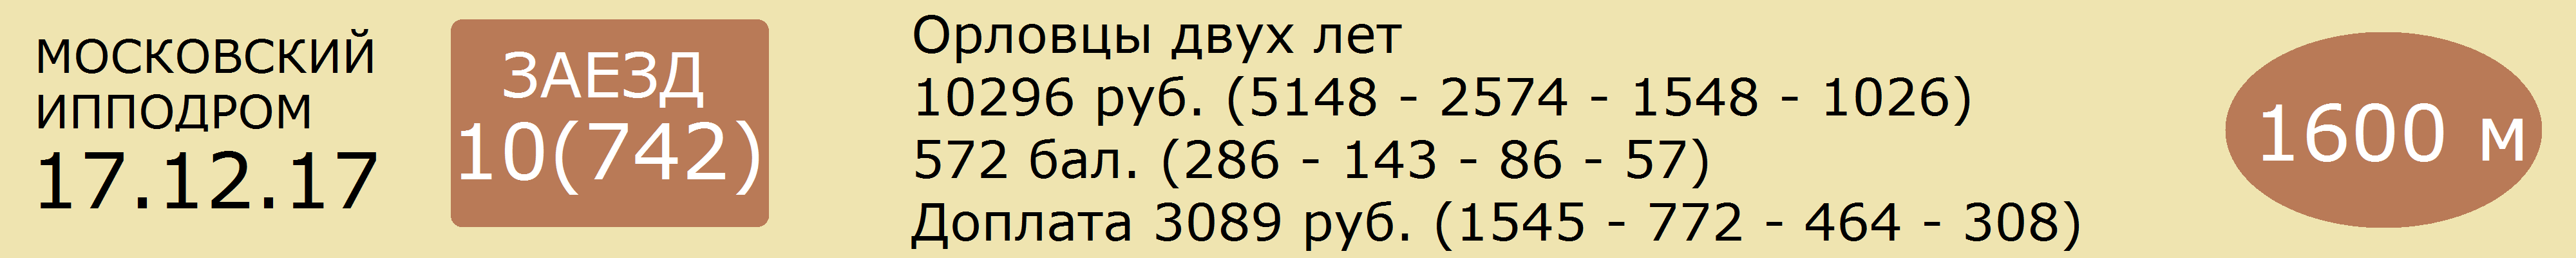 МОСКОВСКИЙ
ИППОДРОМ
17.12.17
ЗАЕЗД
10(742)
Орловцы двух лет
10296 руб. (5148 - 2574 - 1548 - 1026)
572 бал. (286 - 143 - 86 - 57)
Доплата 3089 руб. (1545 - 772 - 464 - 308)
1600 м